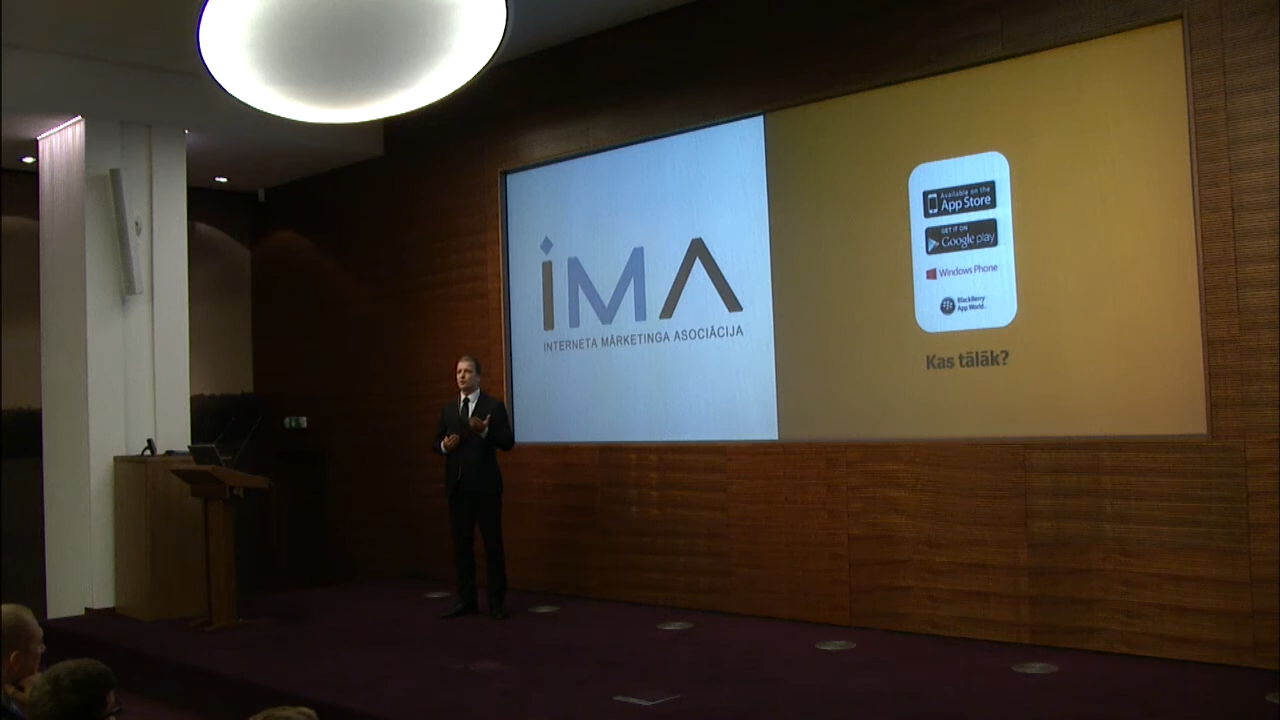 iMA
INTERNETA MĀRKETINGA ASOCIĀCIJA
Available on the
App Store
GET IT ON
Google play
Windows Phone
BlackBerry
App World
Kas tālāk?